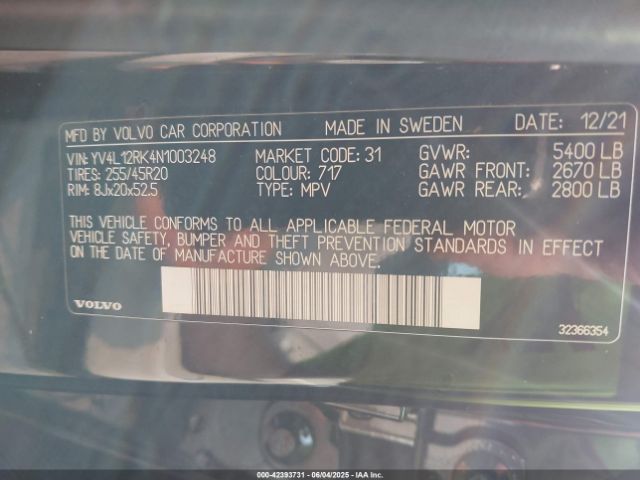 MFD BY VOLVO CAR CORPORATION MADE IN SWEDEN DATE: 12/21
VIN: YV4L12RK4N1003248 MARKET CODE: 31 GVWR: 5400 LB
TIRES: 255/45R20 COLOUR: 717 GAWR FRONT: 2670 LB
RIM: 8Jx20x52.5 TYPE: MPV GAWR REAR: 2800 LB
THIS VEHICLE CONFORMS TO ALL APPLICABLE FEDERAL MOTOR
VEHICLE SAFETY, BUMPER AND THEFT PREVENTION STANDARDS IN EFFECT
ON THE DATE OF MANUFACTURE SHOWN ABOVE.
VOLVO 32366354
000-42393731 - 06/04/2025 - IAA Inc.